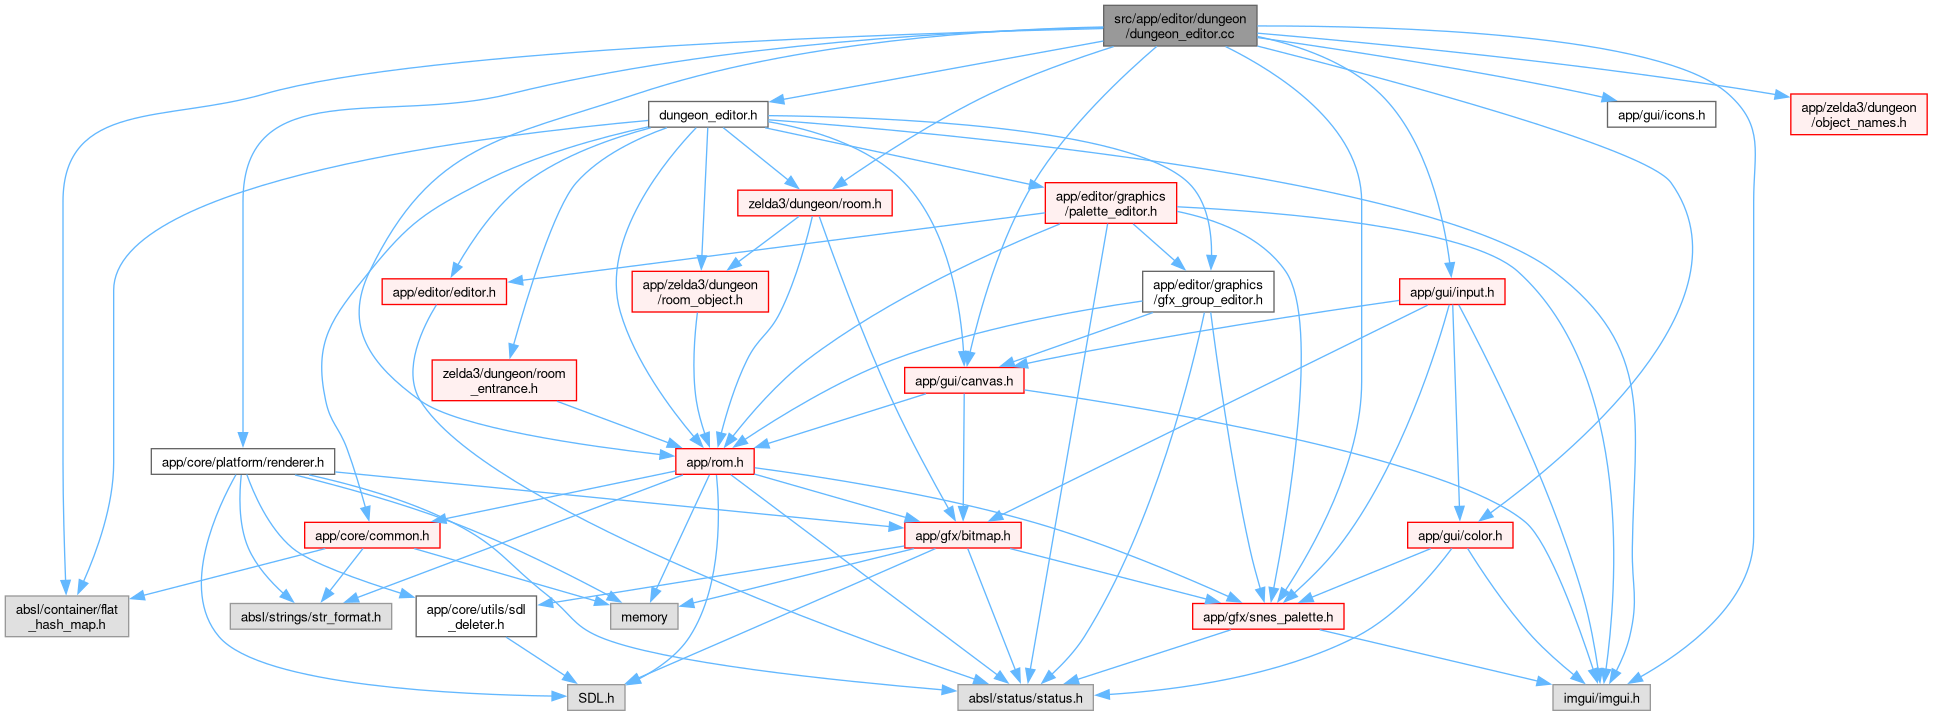 src/app/editor/dungeon
/dungeon_editor.cc
dungeon_editor.h
app/gui/icons.h
app/zelda3/dungeon
/object_names.h
zelda3/dungeon/room.h
app/editor/graphics
/palette_editor.h
app/editor/editor.h
app/zelda3/dungeon
/room_object.h
app/editor/graphics
/gfx_group_editor.h
app/gui/input.h
zelda3/dungeon/room
_entrance.h
app/gui/canvas.h
app/core/platform/renderer.h
app/rom.h
app/core/common.h
app/gfx/bitmap.h
app/gui/color.h
absl/container/flat
_hash_map.h
absl/strings/str_format.h
app/core/utils/sdl
_deleter.h
memory
app/gfx/snes_palette.h
SDL.h
absl/status/status.h
imgui/imgui.h